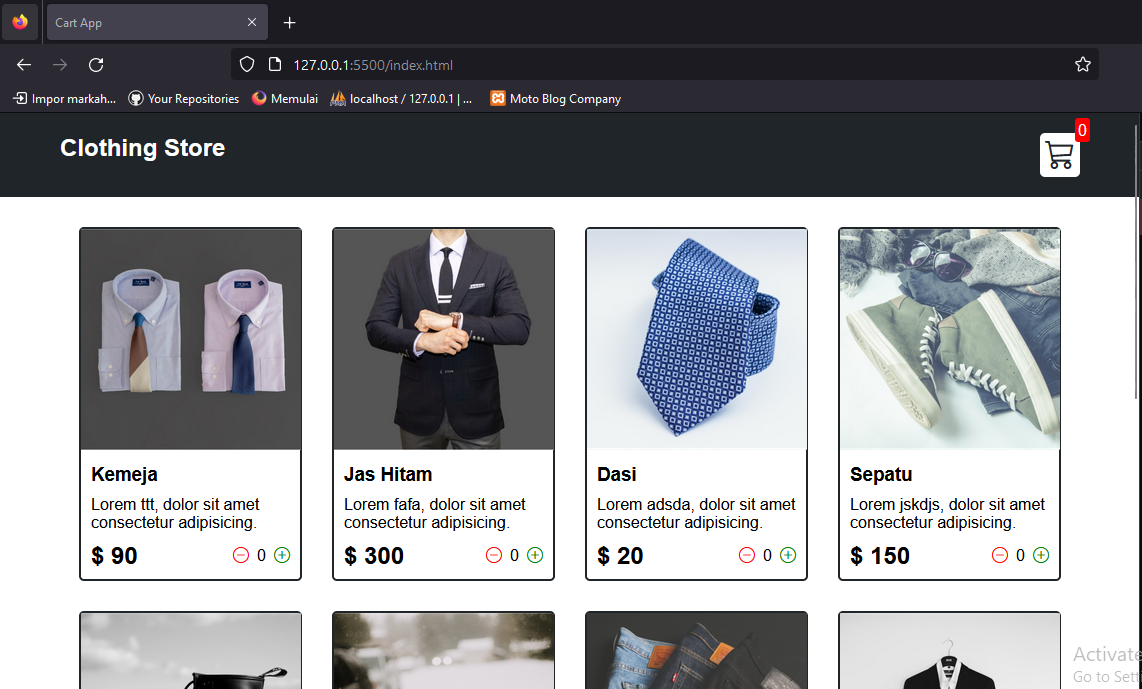 Cart App
127.0.0.1:5500/index.html
Impor markah... Your Repositories Memulai localhost / 127.0.0.1 | ... Moto Blog Company
Clothing Store
0
Kemeja
Lorem ttt, dolor sit amet
consectetur adipisicing.
$ 90
0
Jas Hitam
Lorem fafa, dolor sit amet
consectetur adipisicing.
$ 300
0
Dasi
Lorem adsda, dolor sit amet
consectetur adipisicing.
$ 20
0
Sepatu
Lorem jskdjs, dolor sit amet
consectetur adipisicing.
$ 150
0
Activate
Go to Sett